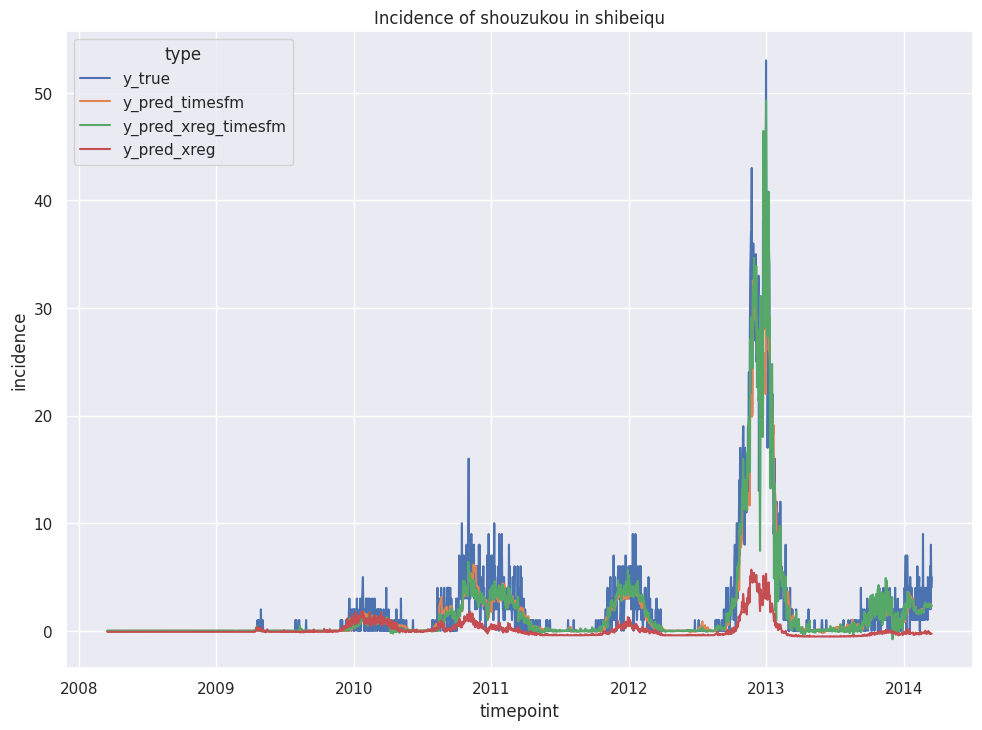 Incidence of shouzukou in shibeiqu
type
y_true
y_pred_timesfm
y_pred_xreg_timesfm
y_pred_xreg
incidence
50
40
30
20
10
0
2008 2009 2010 2011 2012 2013 2014
timepoint